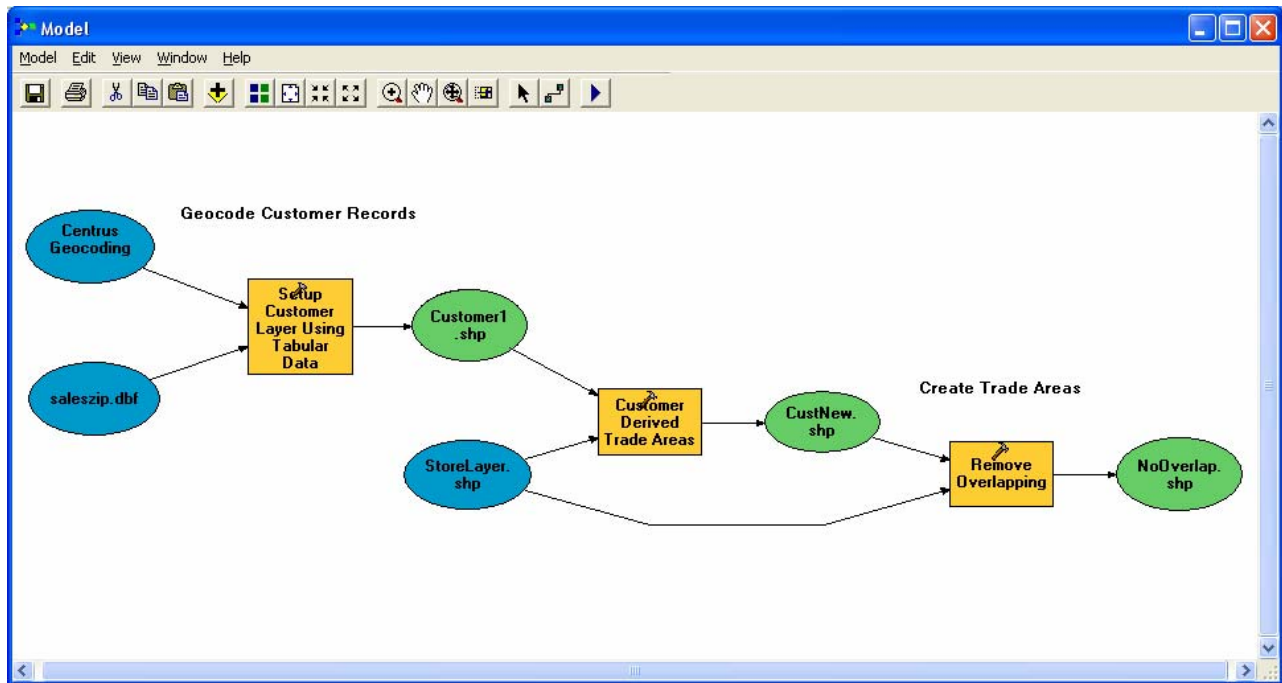 Model
Model Edit View Window Help
Geocode Customer Records
Centrus
Geocoding
Setup
Customer
Layer Using
Tabular
Data
Customer1
.shp
saleszip.dbf
Create Trade Areas
Customer
Derived
Trade Areas
CustNew.
shp
StoreLayer.
shp
Remove
Overlapping
NoOverlap.
shp